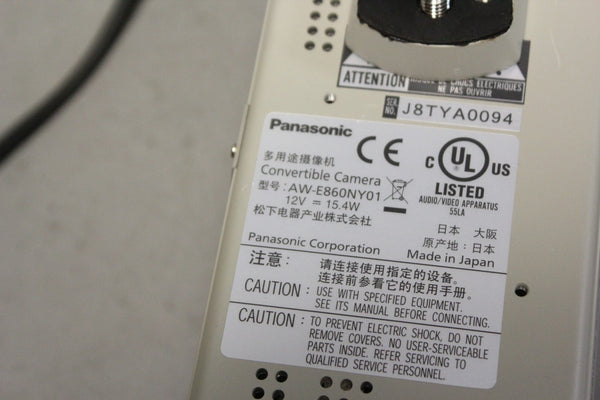 ATTENTION
DE CHOCS ELECTRIQUES
NE PAS OUVRIR
SER. NO. J8TYA0094
Panasonic
CE
多用途摄像机
Convertible Camera
型号: AW-E860NY01
12V ⎓ 15.4W
松下电器产业株式会社
Panasonic Corporation
C UL US
LISTED
AUDIO/VIDEO APPARATUS
55LA
日本 大阪
原产地: 日本
Made in Japan
注意: 请连接使用指定的设备。
连接前参看它的使用手册。
CAUTION: USE WITH SPECIFIED EQUIPMENT.
SEE ITS MANUAL BEFORE CONNECTING.
CAUTION: TO PREVENT ELECTRIC SHOCK, DO NOT
REMOVE COVERS. NO USER-SERVICEABLE
PARTS INSIDE. REFER SERVICING TO
QUALIFIED SERVICE PERSONNEL.